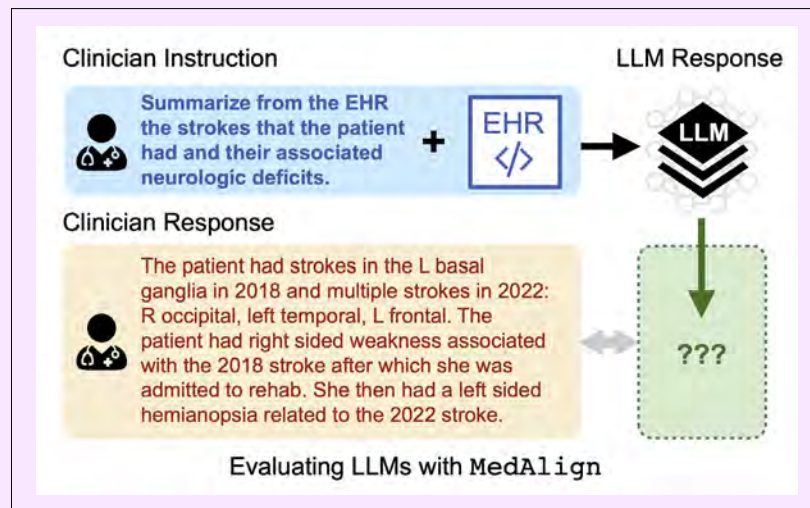 Clinician Instruction
LLM Response
Summarize from the EHR
the strokes that the patient
had and their associated
neurologic deficits.
+
EHR
</>
LLM
Clinician Response
The patient had strokes in the L basal
ganglia in 2018 and multiple strokes in 2022:
R occipital, left temporal, L frontal. The
patient had right sided weakness associated
with the 2018 stroke after which she was
admitted to rehab. She then had a left sided
hemianopsia related to the 2022 stroke.
???
Evaluating LLMs with MedAlign